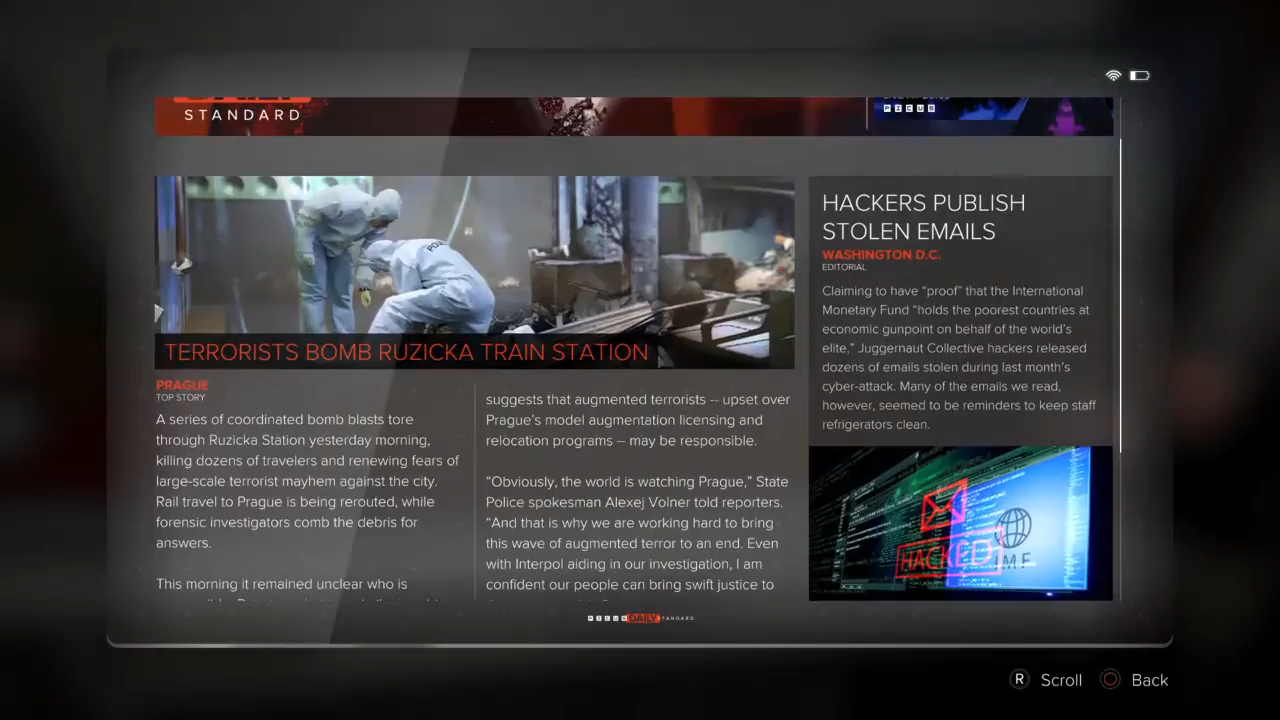 STANDARD
PICUS
POLI
TERRORISTS BOMB RUZICKA TRAIN STATION
PRAGUE
TOP STORY
A series of coordinated bomb blasts tore
through Ruzicka Station yesterday morning,
killing dozens of travelers and renewing fears of
large-scale terrorist mayhem against the city.
Rail travel to Prague is being rerouted, while
forensic investigators comb the debris for
answers.
This morning it remained unclear who is
suggests that augmented terrorists -- upset over
Prague's model augmentation licensing and
relocation programs -- may be responsible.
"Obviously, the world is watching Prague," State
Police spokesman Alexej Volner told reporters.
"And that is why we are working hard to bring
this wave of augmented terror to an end. Even
with Interpol aiding in our investigation, I am
confident our people can bring swift justice to
HACKERS PUBLISH
STOLEN EMAILS
WASHINGTON D.C.
EDITORIAL
Claiming to have "proof" that the International
Monetary Fund "holds the poorest countries at
economic gunpoint on behalf of the world's
elite," Juggernaut Collective hackers released
dozens of emails stolen during last month's
cyber-attack. Many of the emails we read,
however, seemed to be reminders to keep staff
refrigerators clean.
HACKED
IMF
PICUS DAILY STANDARD
R Scroll
Back